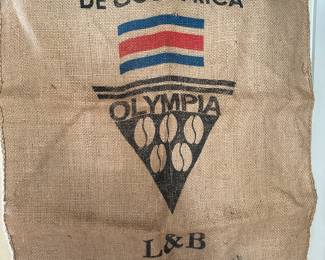 DE COSTA RICA
OLYMPIA
L&B